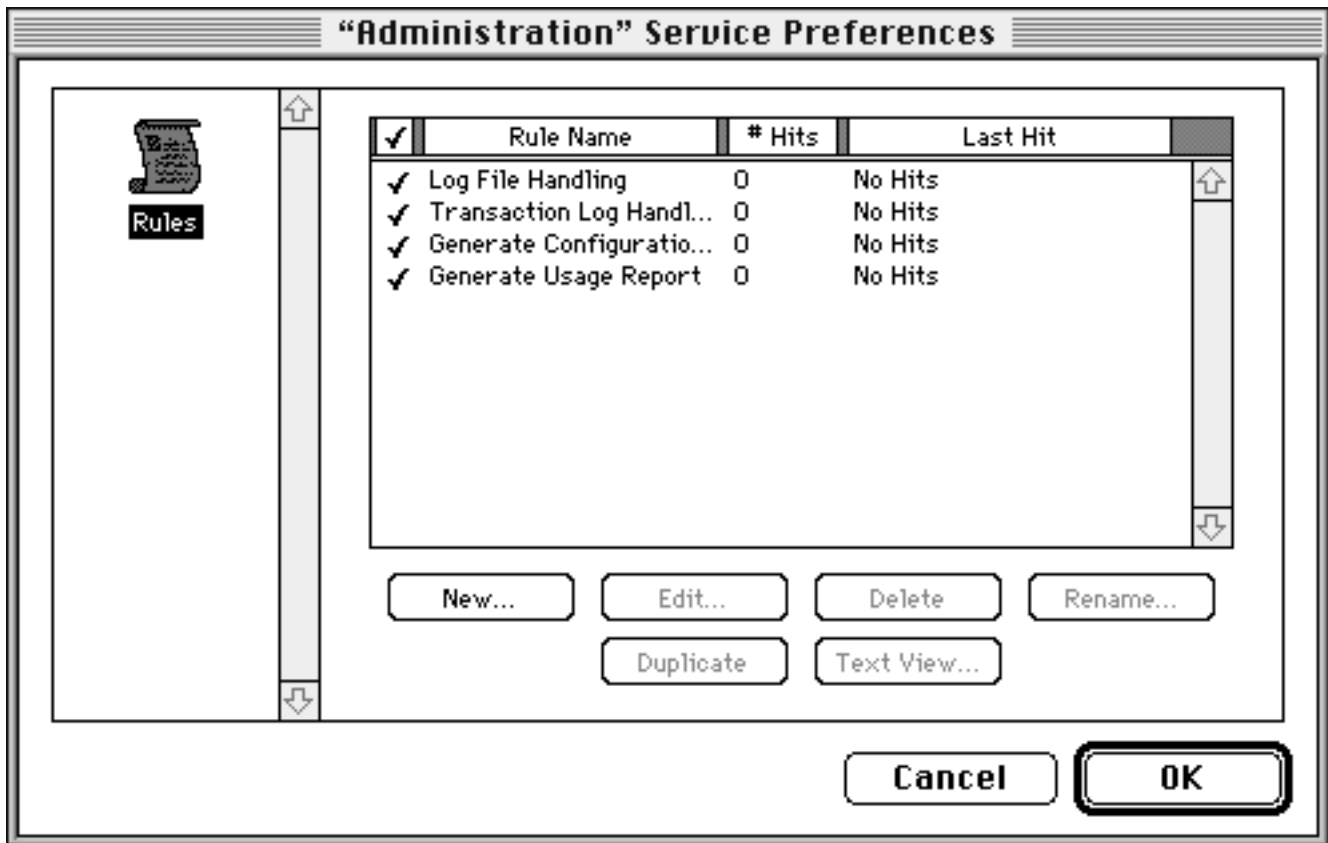 “Administration” Service Preferences
Rules
✓ Rule Name # Hits Last Hit
✓ Log File Handling 0 No Hits
✓ Transaction Log Handl... 0 No Hits
✓ Generate Configuratio... 0 No Hits
✓ Generate Usage Report 0 No Hits
New... Edit... Delete Rename...
Duplicate Text View...
Cancel OK